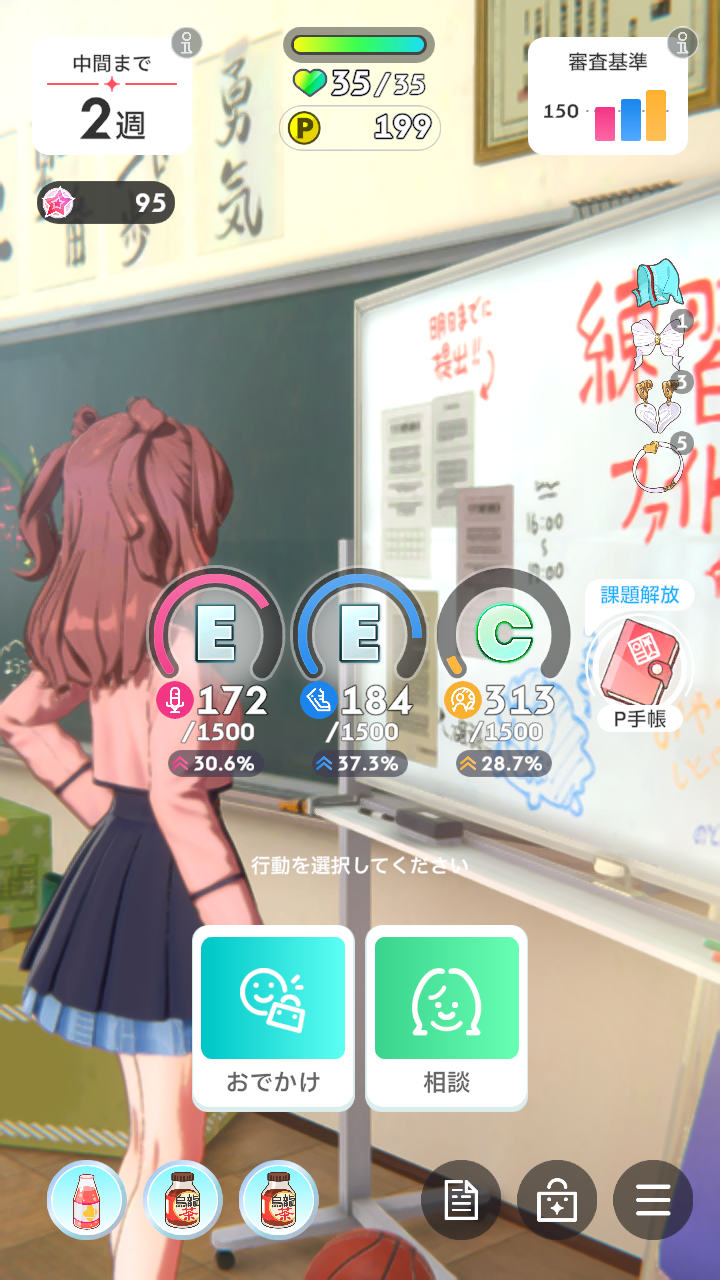 中間まで
2週
95
35/35
P 199
審査基準
150
勇気
明日までに
提出!!
練習
ファイト
16:00
1
3
5
E
172
/1500
30.6%
E
184
/1500
37.3%
C
313
/1500
28.7%
課題解放
P手帳
行動を選択してください
おでかけ
相談
烏龍茶
烏龍茶